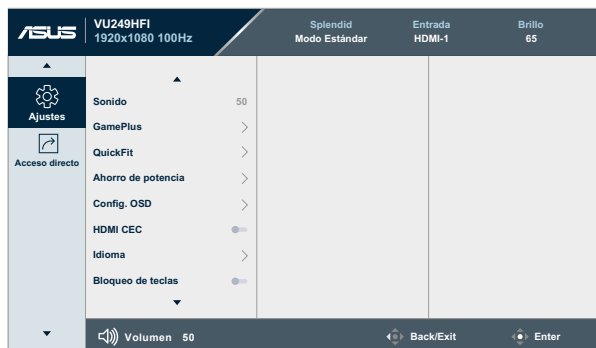 ASUS
VU249HFI
1920x1080 100Hz
Splendid
Modo Estándar
Entrada
HDMI-1
Brillo
65
Ajustes
Acceso directo
Sonido 50
GamePlus
QuickFit
Ahorro de potencia
Config. OSD
HDMI CEC
Idioma
Bloqueo de teclas
Volumen 50
Back/Exit
Enter